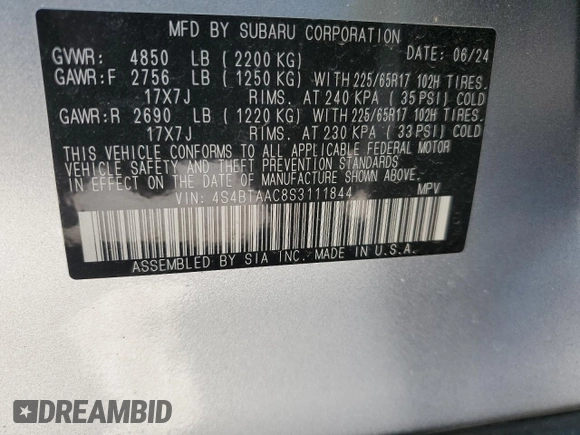 MFD BY SUBARU CORPORATION
GVWR: 4850 LB (2200 KG) DATE: 06/24
GAWR:F 2756 LB (1250 KG) WITH 225/65R17 102H TIRES.
17X7J RIMS. AT 240 KPA (35 PSI) COLD
GAWR:R 2690 LB (1220 KG) WITH 225/65R17 102H TIRES.
17X7J RIMS. AT 230 KPA (33 PSI) COLD
THIS VEHICLE CONFORMS TO ALL APPLICABLE FEDERAL MOTOR
VEHICLE SAFETY AND THEFT PREVENTION STANDARDS
IN EFFECT ON THE DATE OF MANUFACTURE SHOWN ABOVE.
VIN: 4S4BTAAC8S3111844 MPV
ASSEMBLED BY SIA INC. MADE IN U.S.A.
DREAMBID